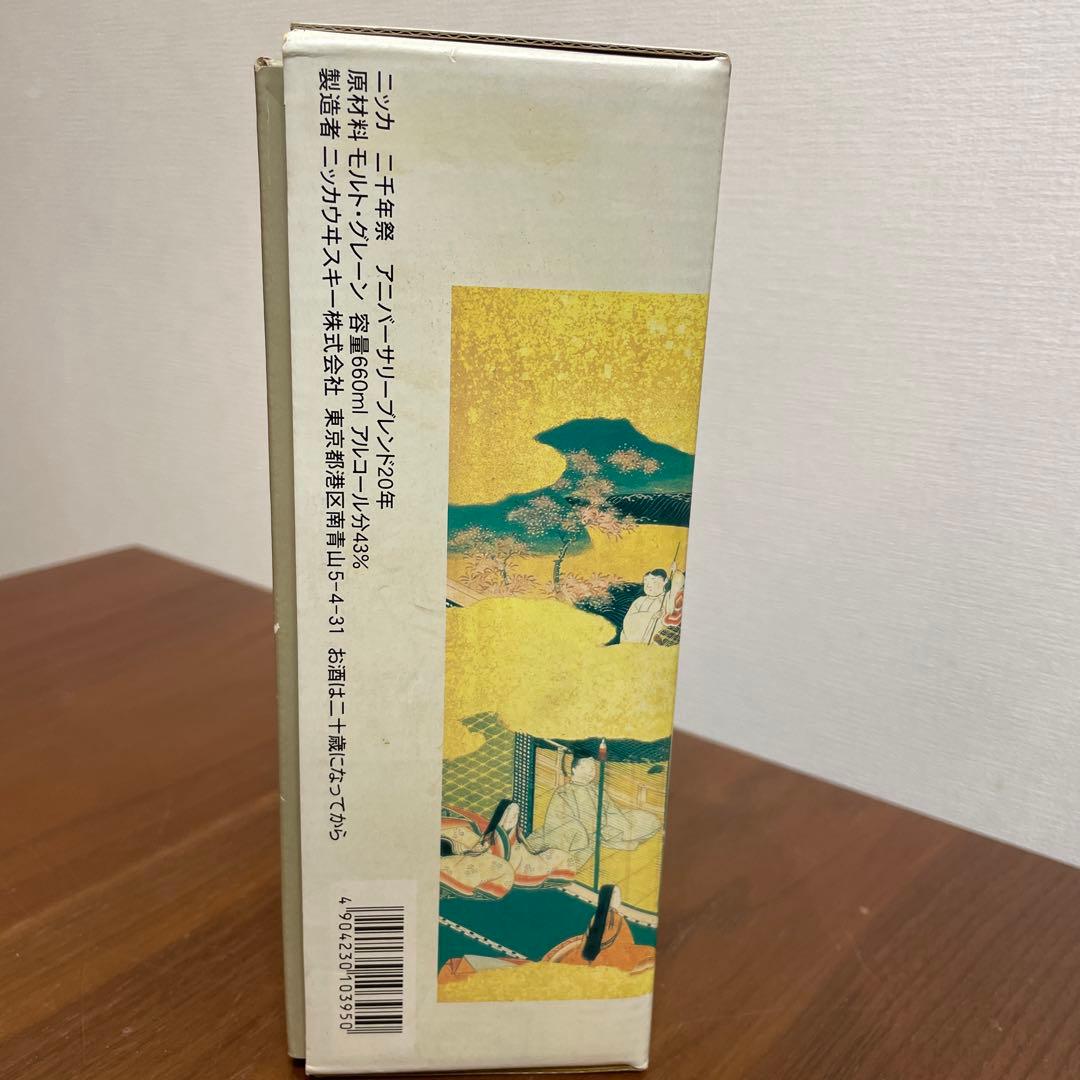 ニッカ 二千年祭 アニバーサリーブレンド20年
原材料 モルト・グレーン 容量660ml アルコール分43%
製造者 ニッカウヰスキー株式会社 東京都港区南青山5-4-31 お酒は二十歳になってから
4 904230 103950